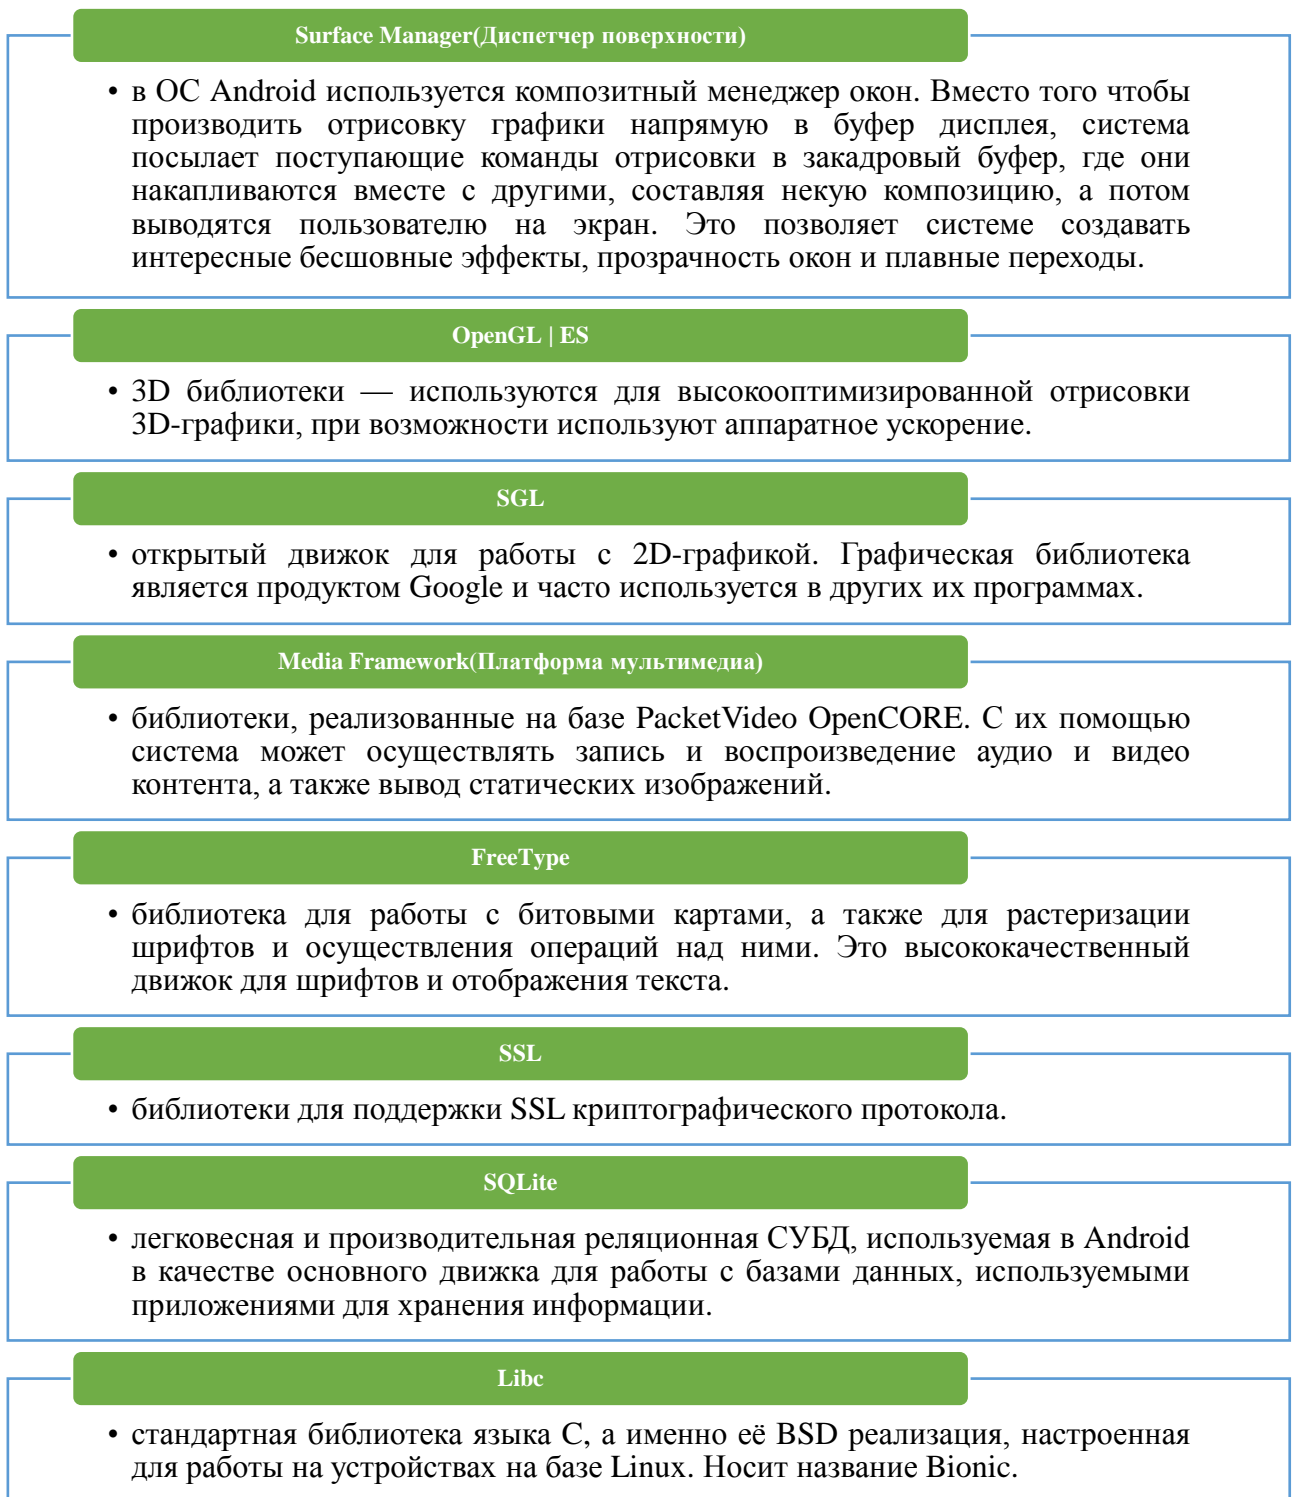 Surface Manager(Диспетчер поверхности)
• в ОС Android используется композитный менеджер окон. Вместо того чтобы
производить отрисовку графики напрямую в буфер дисплея, система
посылает поступающие команды отрисовки в закадровый буфер, где они
накапливаются вместе с другими, составляя некую композицию, а потом
выводятся пользователю на экран. Это позволяет системе создавать
интересные бесшовные эффекты, прозрачность окон и плавные переходы.
OpenGL | ES
• 3D библиотеки — используются для высокооптимизированной отрисовки
3D-графики, при возможности используют аппаратное ускорение.
SGL
• открытый движок для работы с 2D-графикой. Графическая библиотека
является продуктом Google и часто используется в других их программах.
Media Framework(Платформа мультимедиа)
• библиотеки, реализованные на базе PacketVideo OpenCORE. С их помощью
система может осуществлять запись и воспроизведение аудио и видео
контента, а также вывод статических изображений.
FreeType
• библиотека для работы с битовыми картами, а также для растеризации
шрифтов и осуществления операций над ними. Это высококачественный
движок для шрифтов и отображения текста.
SSL
• библиотеки для поддержки SSL криптографического протокола.
SQLite
• легковесная и производительная реляционная СУБД, используемая в Android
в качестве основного движка для работы с базами данных, используемыми
приложениями для хранения информации.
Libc
• стандартная библиотека языка C, а именно её BSD реализация, настроенная
для работы на устройствах на базе Linux. Носит название Bionic.